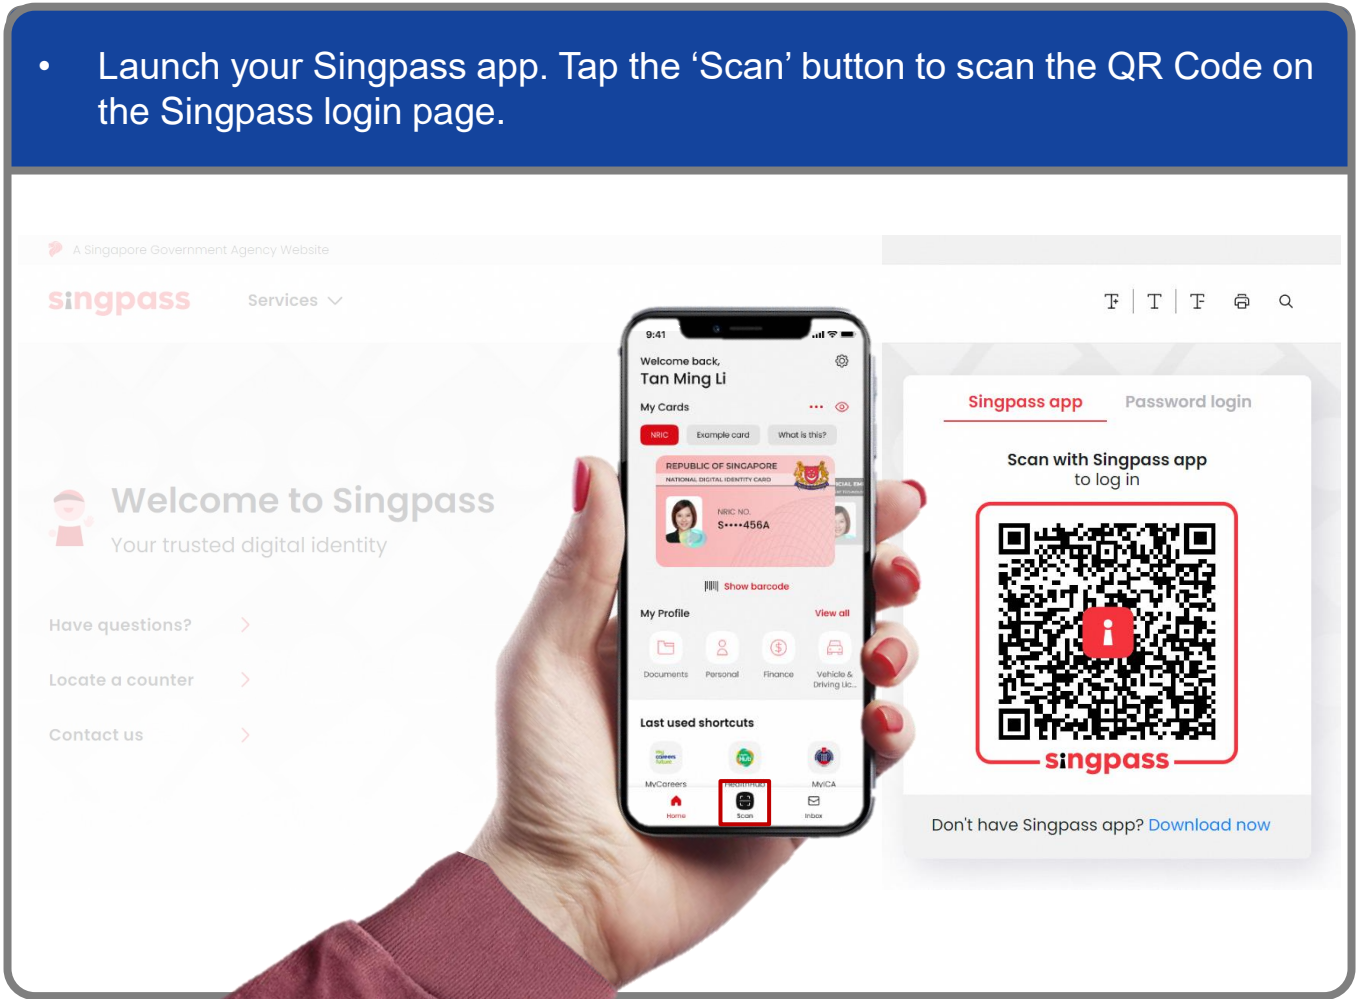 • Launch your Singpass app. Tap the ‘Scan’ button to scan the QR Code on
the Singpass login page.
A Singapore Government Agency Website
singpass
Services
Welcome to Singpass
Your trusted digital identity
Have questions?
Locate a counter
Contact us
9:41
Welcome back,
Tan Ming Li
My Cards
NRIC
Example card
What is this?
REPUBLIC OF SINGAPORE
NATIONAL DIGITAL IDENTITY CARD
NRIC NO.
S••••456A
Show barcode
My Profile
View all
Documents
Personal
Finance
Vehicle &
Driving Lic...
Last used shortcuts
MyCareers
HealthHub
MyICA
Home
Scan
Inbox
Singpass app
Password login
Scan with Singpass app
to log in
singpass
Don't have Singpass app? Download now